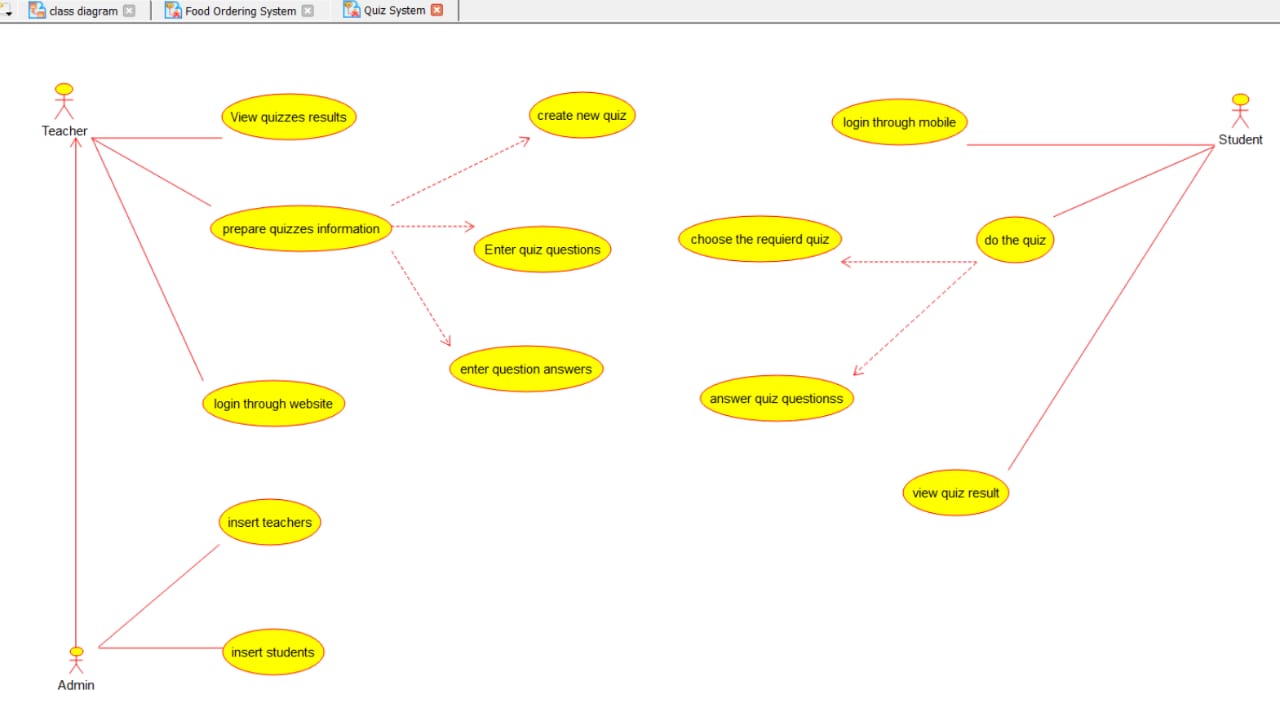 class diagram
Food Ordering System
Quiz System
Teacher
View quizzes results
create new quiz
login through mobile
Student
prepare quizzes information
Enter quiz questions
choose the requierd quiz
do the quiz
enter question answers
login through website
answer quiz questionss
view quiz result
insert teachers
insert students
Admin